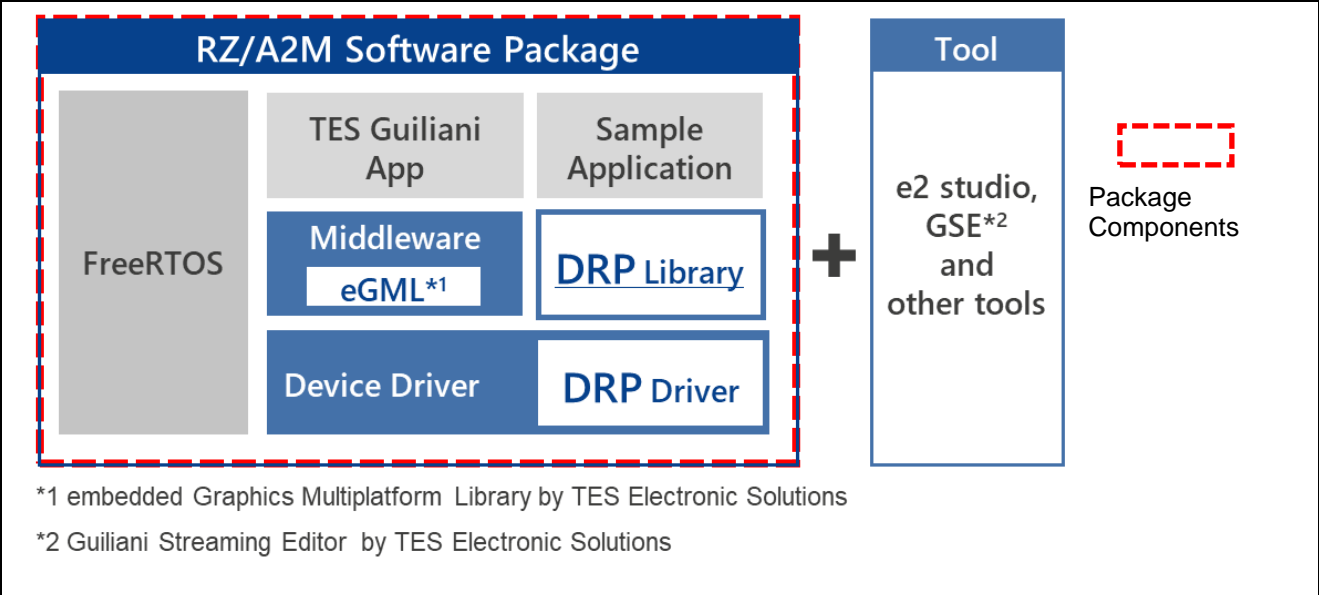 RZ/A2M Software Package
Tool
FreeRTOS
TES Guiliani
App
Sample
Application
Middleware
eGML*1
DRP Library
Device Driver
DRP Driver
+
e2 studio,
GSE*2
and
other tools
Package
Components
*1 embedded Graphics Multiplatform Library by TES Electronic Solutions
*2 Guiliani Streaming Editor by TES Electronic Solutions